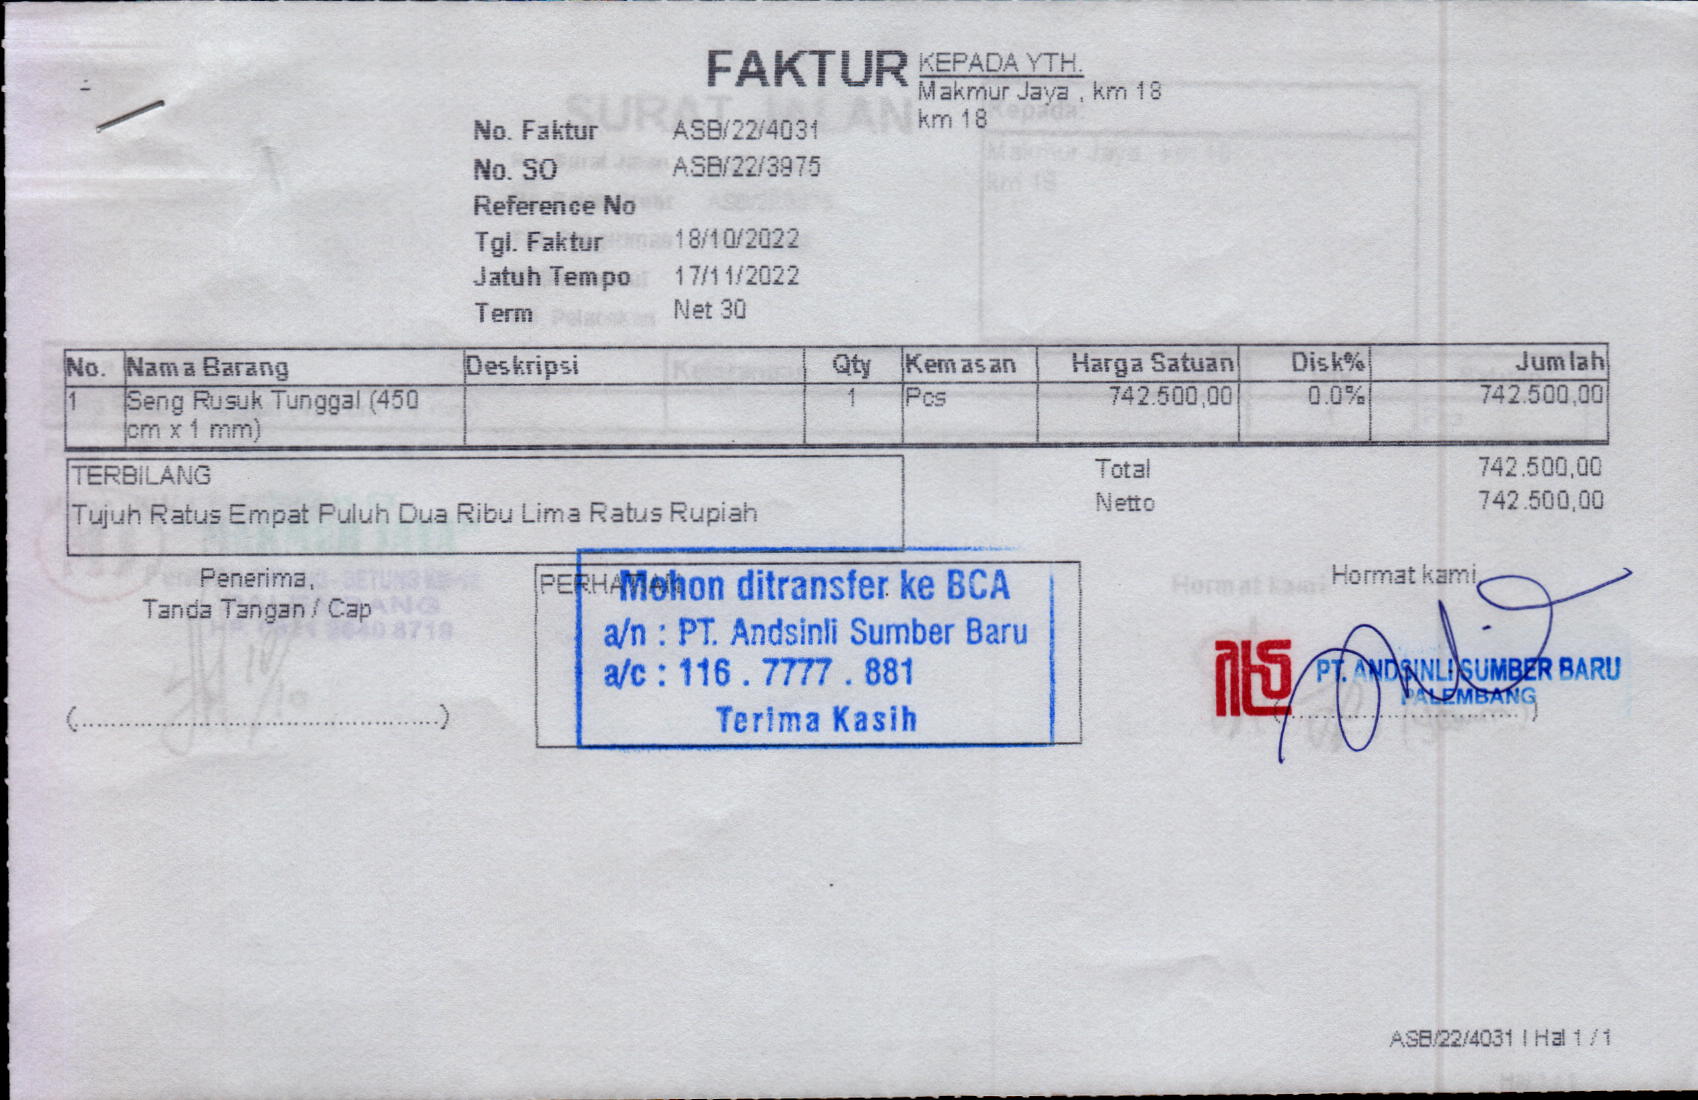 FAKTUR
KEPADA YTH.
Makmur Jaya , km 18
km 18
No. Faktur ASB/22/4031
No. SO ASB/22/3975
Reference No
Tgl. Faktur 18/10/2022
Jatuh Tempo 17/11/2022
Term Net 30
No. Nama Barang Deskripsi Qty Kemasan Harga Satuan Disk% Jumlah
1 Seng Rusuk Tunggal (450 1 Pcs 742.500,00 0.0% 742.500,00
cm x 1 mm)
TERBILANG
Tujuh Ratus Empat Puluh Dua Ribu Lima Ratus Rupiah
Total 742.500,00
Netto 742.500,00
Penerima,
Tanda Tangan / Cap
(........................................)
Mohon ditransfer ke BCA
a/n : PT. Andsinli Sumber Baru
a/c : 116 . 7777 . 881
Terima Kasih
Hormat kami,
PT. ANDSINLI SUMBER BARU
PALEMBANG
ASB/22/4031 | Hal 1 / 1